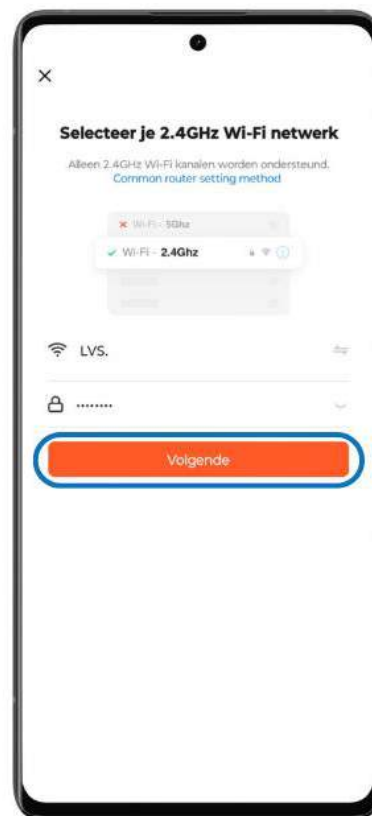 Selecteer je 2.4GHz Wi-Fi netwerk
Alleen 2.4GHz Wi-Fi kanalen worden ondersteund.
Common router setting method
Wi-Fi - 5Ghz
Wi-Fi - 2.4Ghz
LVS.
........
Volgende